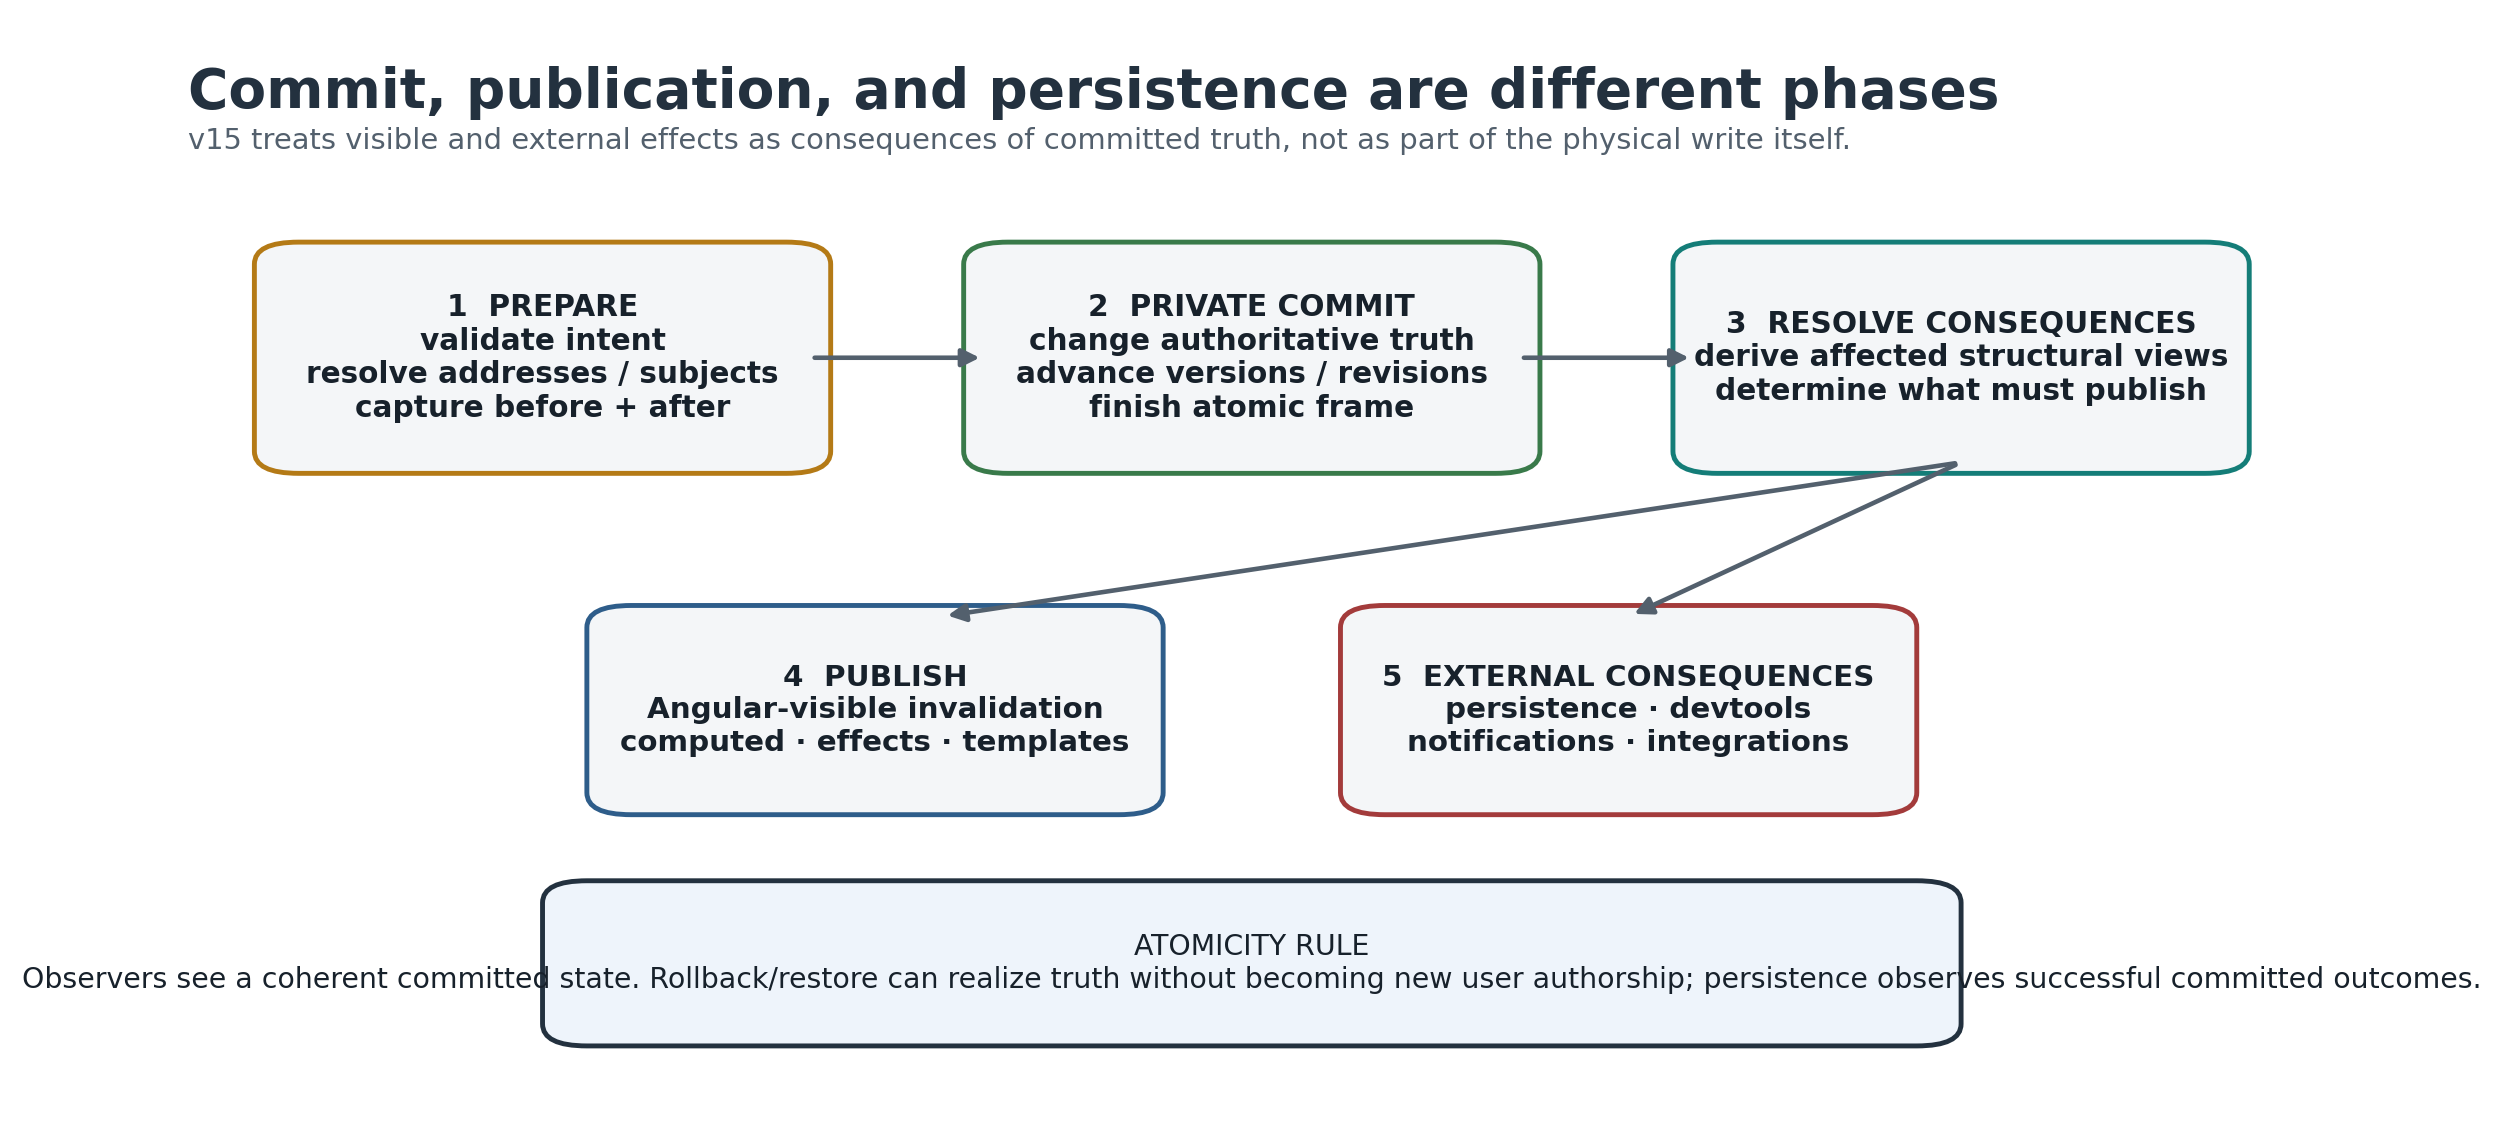 Commit, publication, and persistence are different phases
v15 treats visible and external effects as consequences of committed truth, not as part of the physical write itself.
1  PREPARE
validate intent
resolve addresses / subjects
capture before + after
2  PRIVATE COMMIT
change authoritative truth
advance versions / revisions
finish atomic frame
3  RESOLVE CONSEQUENCES
derive affected structural views
determine what must publish
4  PUBLISH
Angular-visible invalidation
computed · effects · templates
5  EXTERNAL CONSEQUENCES
persistence · devtools
notifications · integrations
ATOMICITY RULE
Observers see a coherent committed state. Rollback/restore can realize truth without becoming new user authorship; persistence observes successful committed outcomes.